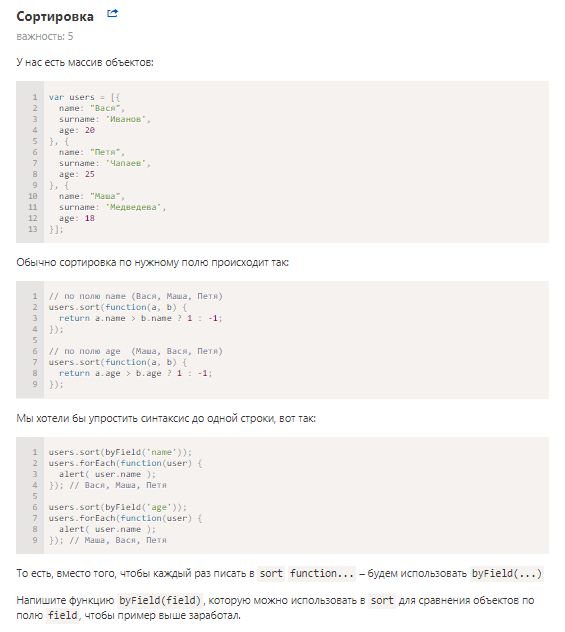 Сортировка
важность: 5
У нас есть массив объектов:
1 var users = [{
2 name: "Вася",
3 surname: 'Иванов',
4 age: 20
5 }, {
6 name: "Петя",
7 surname: 'Чапаев',
8 age: 25
9 }, {
10 name: "Маша",
11 surname: 'Медведева',
12 age: 18
13 }];
Обычно сортировка по нужному полю происходит так:
1 // по полю name (Вася, Маша, Петя)
2 users.sort(function(a, b) {
3 return a.name > b.name ? 1 : -1;
4 });
5
6 // по полю age (Маша, Вася, Петя)
7 users.sort(function(a, b) {
8 return a.age > b.age ? 1 : -1;
9 });
Мы хотели бы упростить синтаксис до одной строки, вот так:
1 users.sort(byField('name'));
2 users.forEach(function(user) {
3 alert( user.name );
4 }); // Вася, Маша, Петя
5
6 users.sort(byField('age'));
7 users.forEach(function(user) {
8 alert( user.name );
9 }); // Маша, Вася, Петя
То есть, вместо того, чтобы каждый раз писать в sort function... – будем использовать byField(...)
Напишите функцию byField(field), которую можно использовать в sort для сравнения объектов по
полю field, чтобы пример выше заработал.